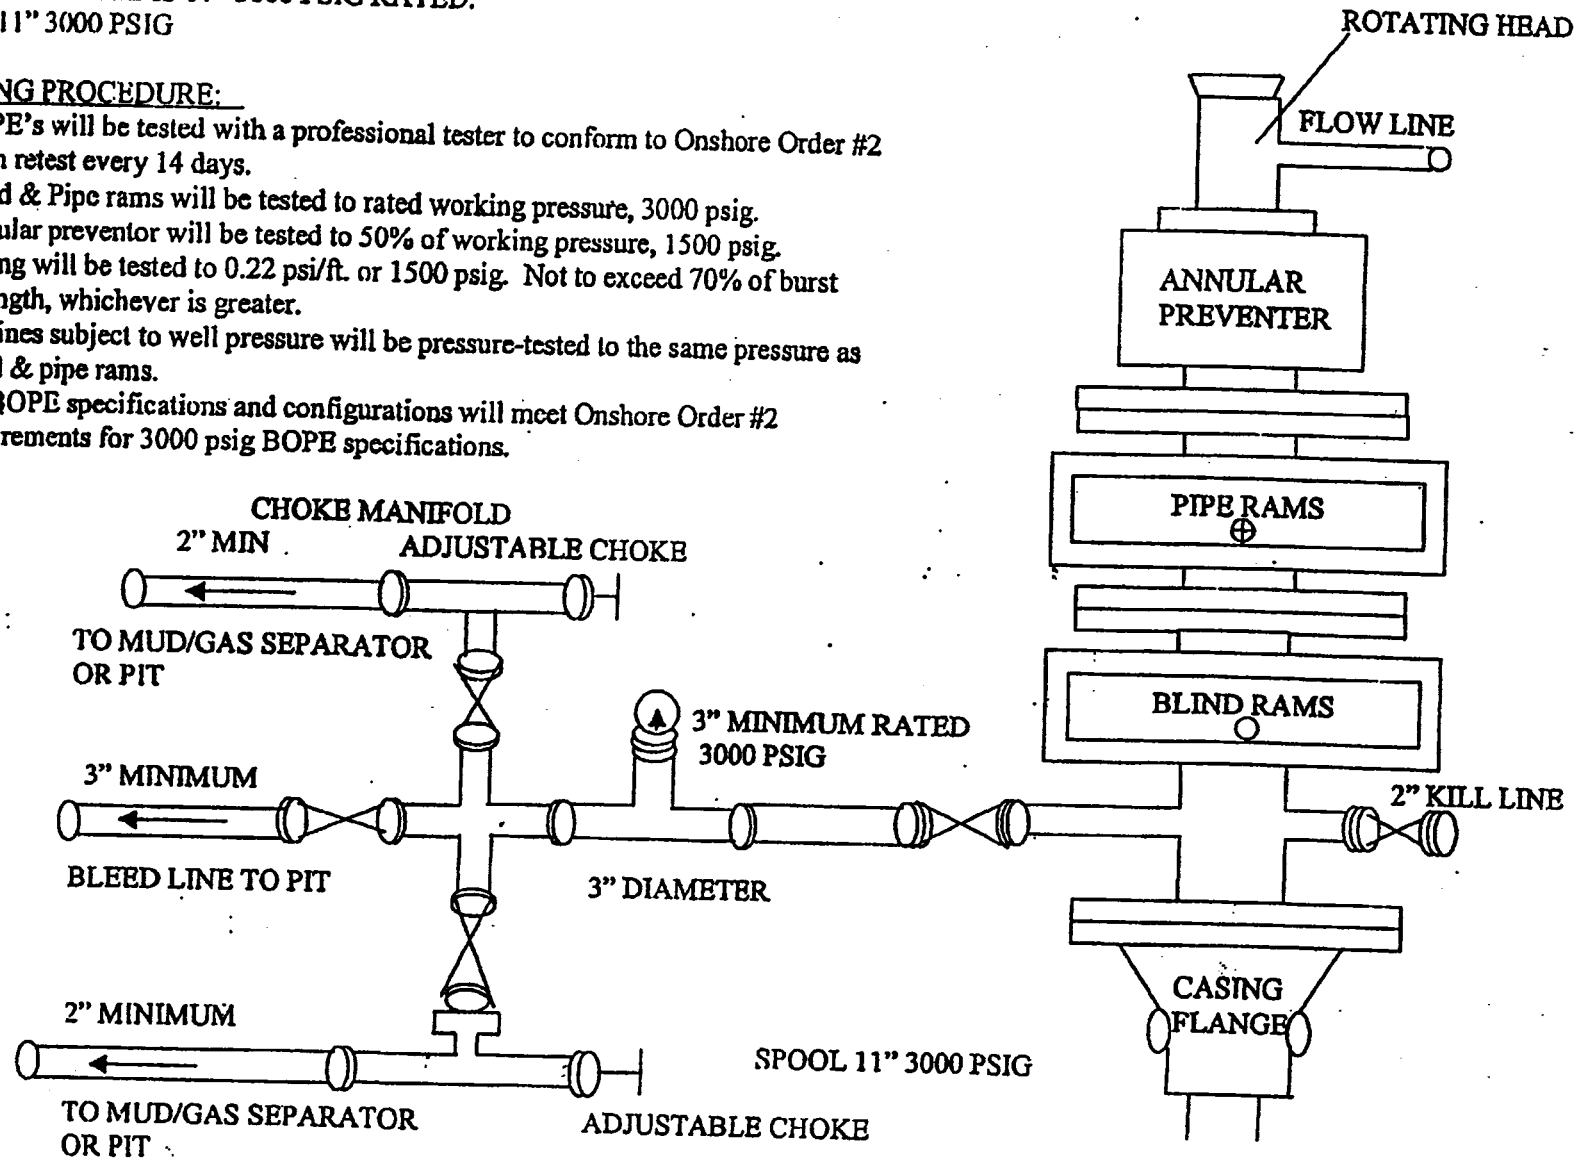 11” 3000 PSIG
NG PROCEDURE:
PE’s will be tested with a professional tester to conform to Onshore Order #2
n retest every 14 days.
d & Pipe rams will be tested to rated working pressure, 3000 psig.
ular preventor will be tested to 50% of working pressure, 1500 psig.
ng will be tested to 0.22 psi/ft. or 1500 psig. Not to exceed 70% of burst
ngth, whichever is greater.
ines subject to well pressure will be pressure-tested to the same pressure as
d & pipe rams.
BOPE specifications and configurations will meet Onshore Order #2
rements for 3000 psig BOPE specifications.
ROTATING HEAD
FLOW LINE
ANNULAR
PREVENTER
PIPE RAMS
BLIND RAMS
2” KILL LINE
CASING
FLANGE
CHOKE MANIFOLD
2” MIN
ADJUSTABLE CHOKE
TO MUD/GAS SEPARATOR
OR PIT
3” MINIMUM RATED
3000 PSIG
3” MINIMUM
BLEED LINE TO PIT
3” DIAMETER
2” MINIMUM
SPOOL 11” 3000 PSIG
TO MUD/GAS SEPARATOR
OR PIT
ADJUSTABLE CHOKE